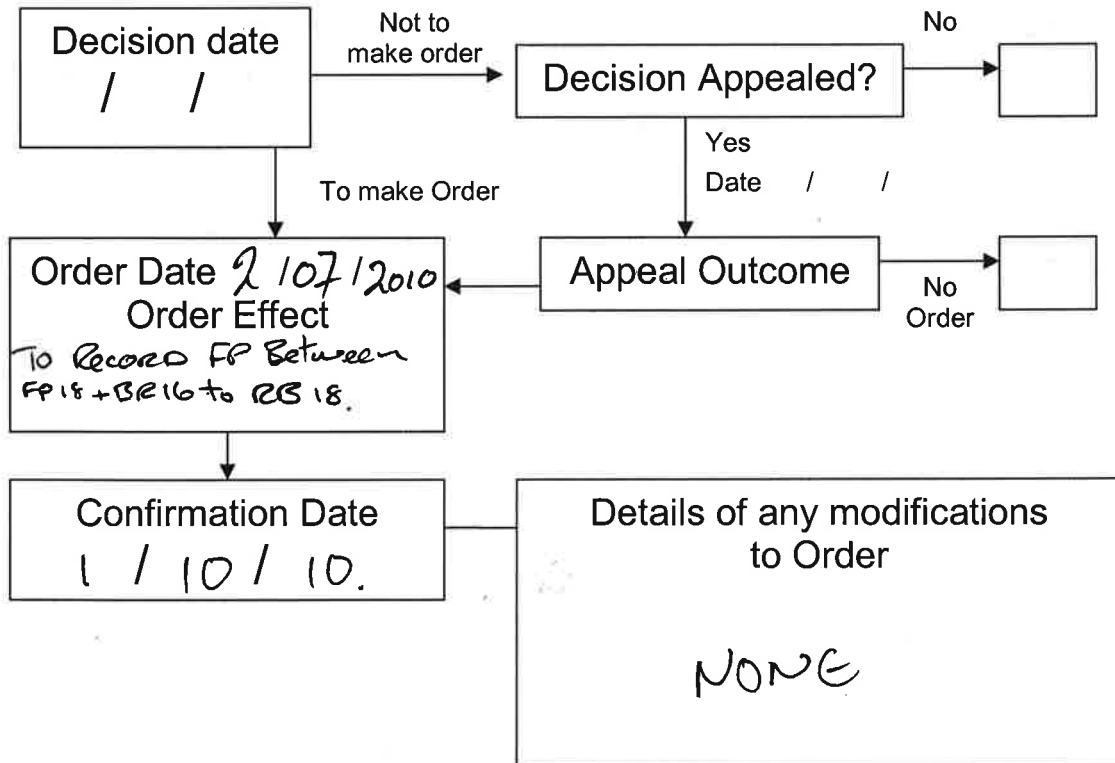 Decision date
/ /
Not to
make order
Decision Appealed?
No
To make Order
Yes
Date / /
Order Date 2/07/2010
Order Effect
To Record FP Between
FP18+BR16 to RB 18.
Appeal Outcome
No
Order
Confirmation Date
1 / 10 / 10.
Details of any modifications
to Order
NONE